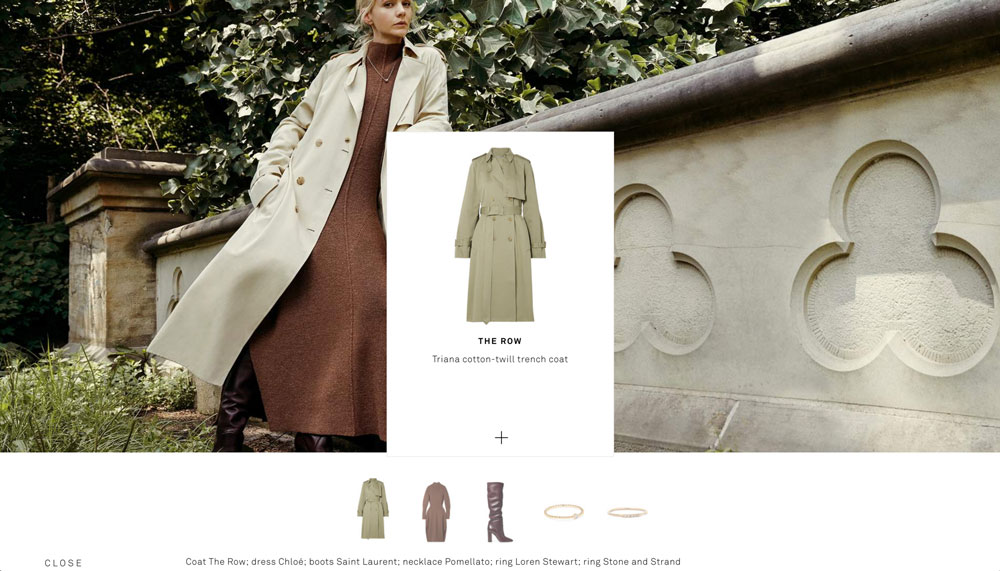 THE ROW
Triana cotton-twill trench coat
CLOSE
Coat The Row; dress Chloé; boots Saint Laurent; necklace Pomellato; ring Loren Stewart; ring Stone and Strand